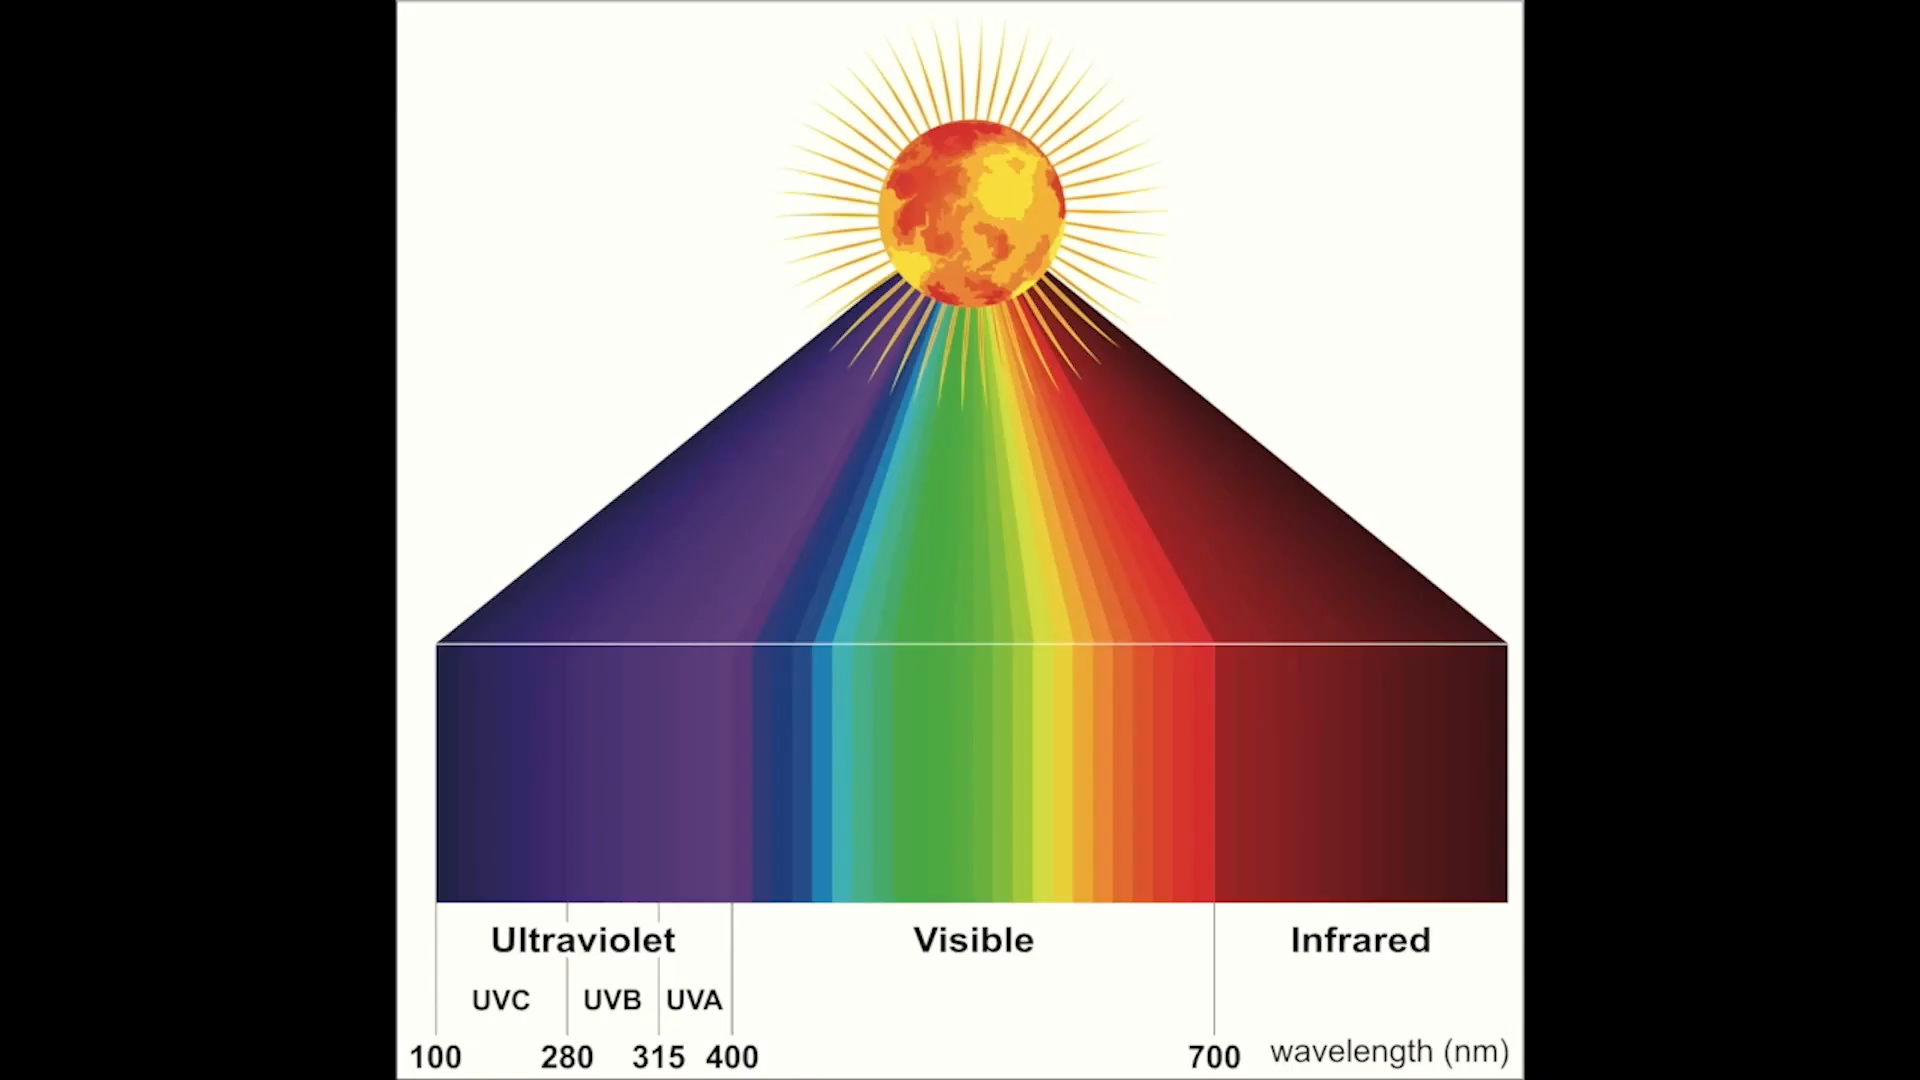 Ultraviolet Visible Infrared
UVC UVB UVA
100 280 315 400 700 wavelength (nm)